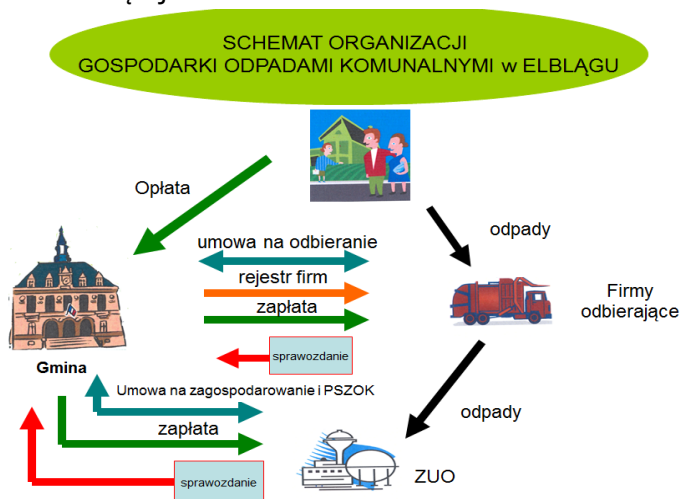 SCHEMAT ORGANIZACJI
GOSPODARKI ODPADAMI KOMUNALNYMI w ELBLĄGU
Opłata
odpady
umowa na odbieranie
rejestr firm
zapłata
Firmy
odbierające
sprawozdanie
Gmina
Umowa na zagospodarowanie i PSZOK
zapłata
odpady
sprawozdanie
ZUO